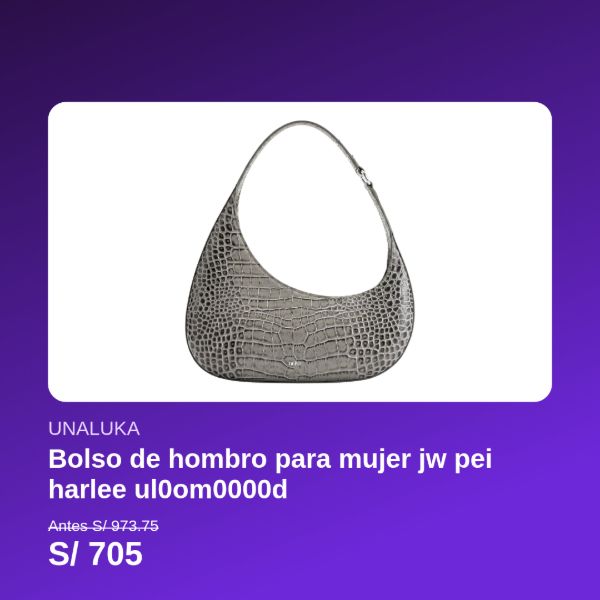 UNALUKA
Bolso de hombro para mujer jw pei
harlee ul0om0000d
Antes S/ 973.75
S/ 705